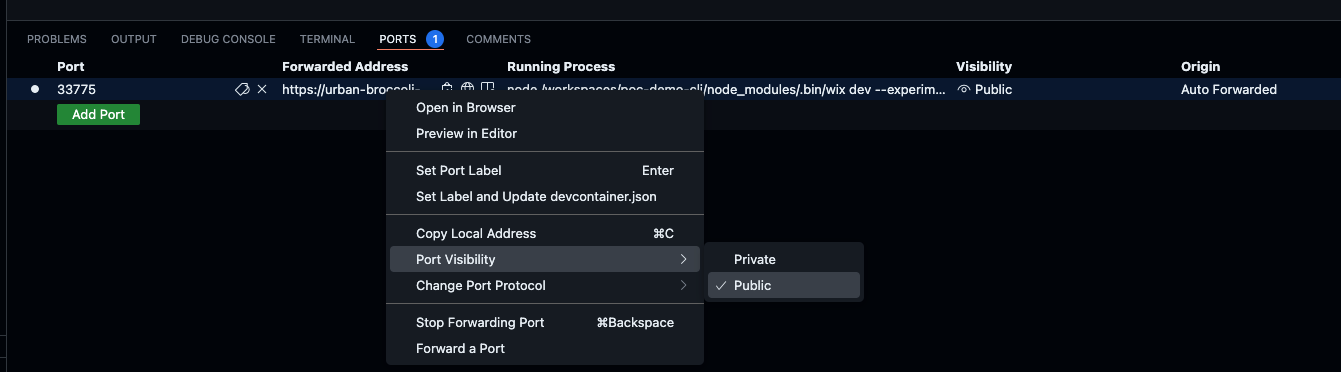 PROBLEMS OUTPUT DEBUG CONSOLE TERMINAL PORTS 1 COMMENTS
Port Forwarded Address Running Process Visibility Origin
33775 https://urban-broccoli- node /workspaces/poc-demo-cli/node_modules/.bin/wix dev --experim... Public Auto Forwarded
Add Port
Open in Browser
Preview in Editor
Set Port Label Enter
Set Label and Update devcontainer.json
Copy Local Address ⌘C
Port Visibility
Private
Change Port Protocol
Public
Stop Forwarding Port ⌘Backspace
Forward a Port